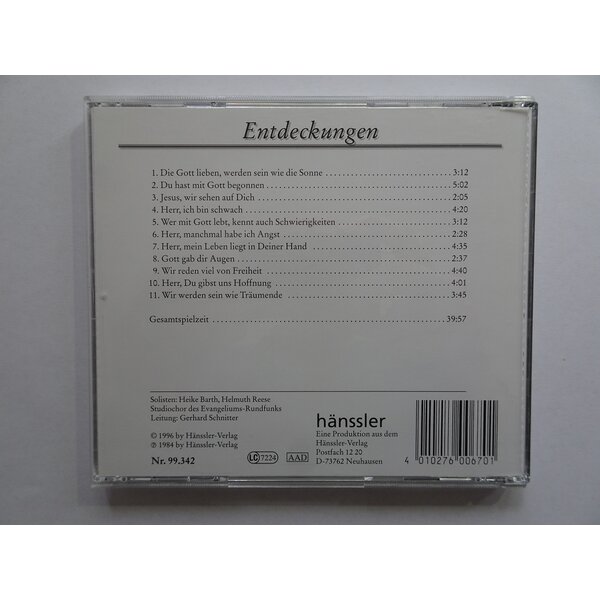 Entdeckungen
1. Die Gott lieben, werden sein wie die Sonne ........ 3:12
2. Du hast mit Gott begonnen ........ 5:02
3. Jesus, wir sehen auf Dich ........ 2:05
4. Herr, ich bin schwach ........ 4:20
5. Wer mit Gott lebt, kennt auch Schwierigkeiten ........ 3:12
6. Herr, manchmal habe ich Angst ........ 2:28
7. Herr, mein Leben liegt in Deiner Hand ........ 4:35
8. Gott gab dir Augen ........ 2:37
9. Wir reden viel von Freiheit ........ 4:40
10. Herr, Du gibst uns Hoffnung ........ 4:01
11. Wir werden sein wie Träumende ........ 3:45
Gesamtspielzeit ........ 39:57
Solisten: Heike Barth, Helmuth Reese
Studiochor des Evangeliums-Rundfunks
Leitung: Gerhard Schnitter
© 1996 by Hänssler-Verlag
℗ 1984 by Hänssler-Verlag
Nr. 99.342
LC 7224
AAD
hänssler
Eine Produktion aus dem
Hänssler-Verlag
Postfach 12 20
D-73762 Neuhausen
4 010276 006701